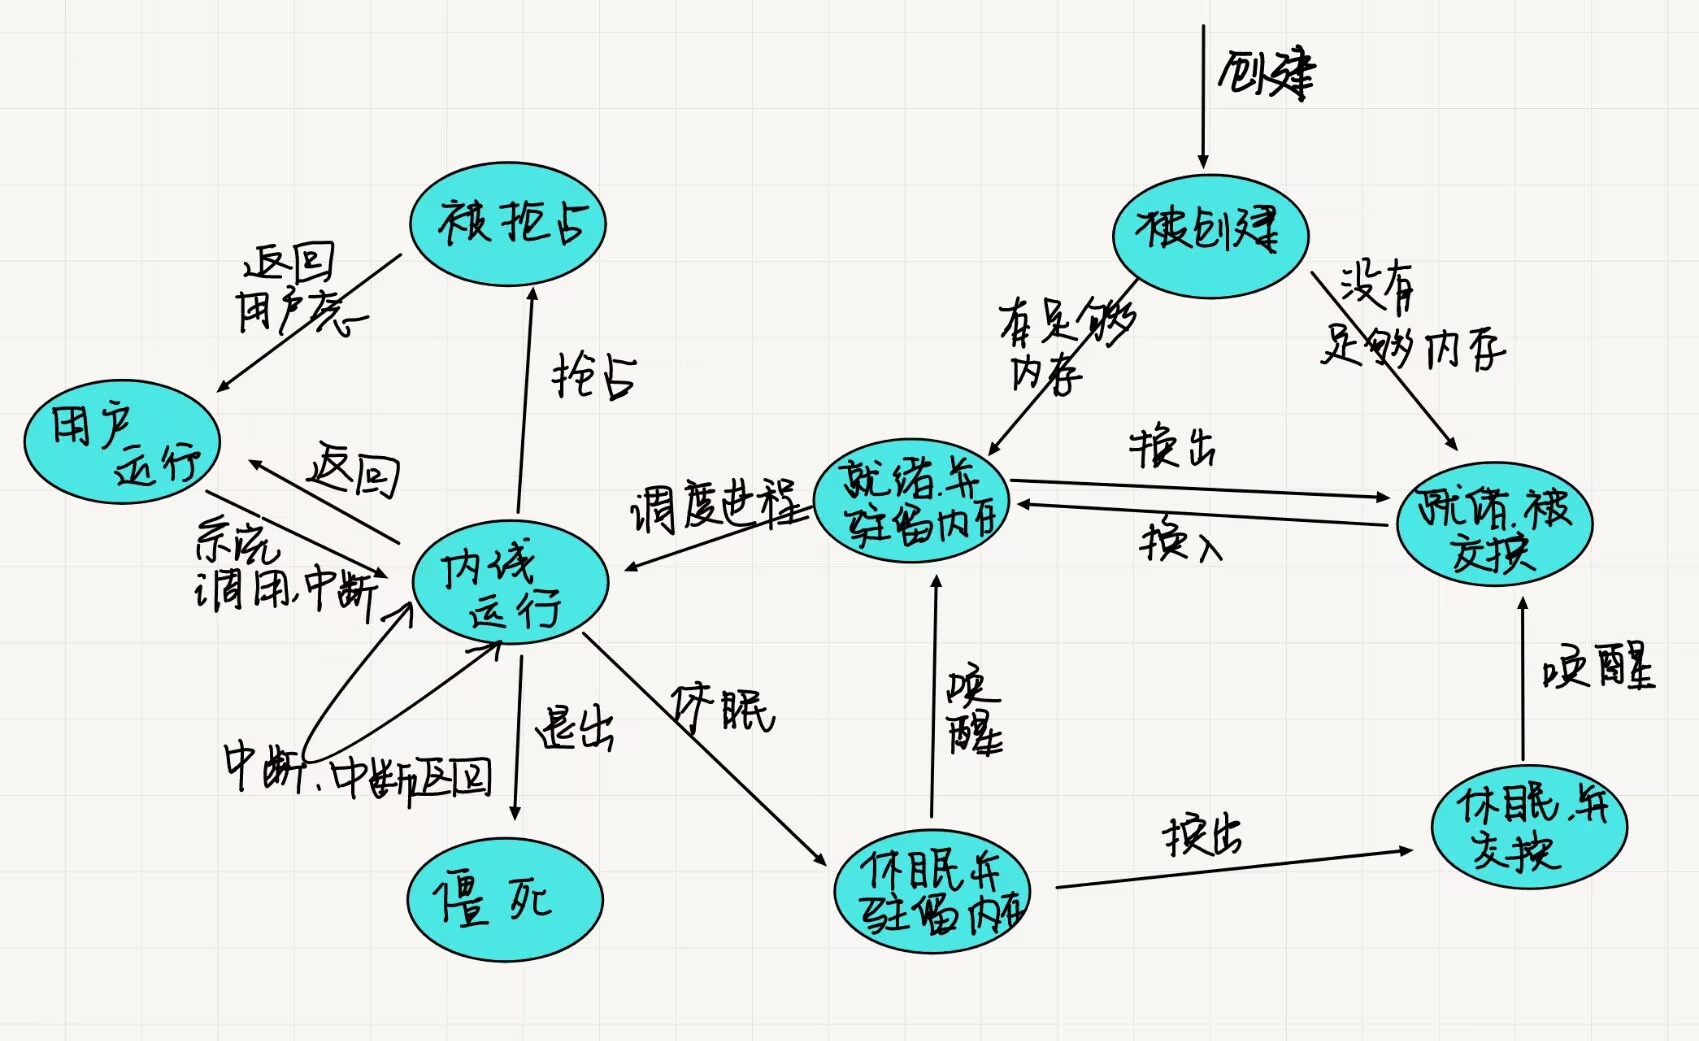 创建
被抢占
被创建
返回
用户态
没有
足够内存
有足够
内存
抢占
用户
运行
返回
换出
就绪.并
驻留内存
调度进程
就绪.被
交换
换入
系统
调用.中断
内线
运行
唤醒
唤
醒
休眠
退出
中断、中断返回
休眠.并
交换
换出
休眠并
驻留内存
僵死